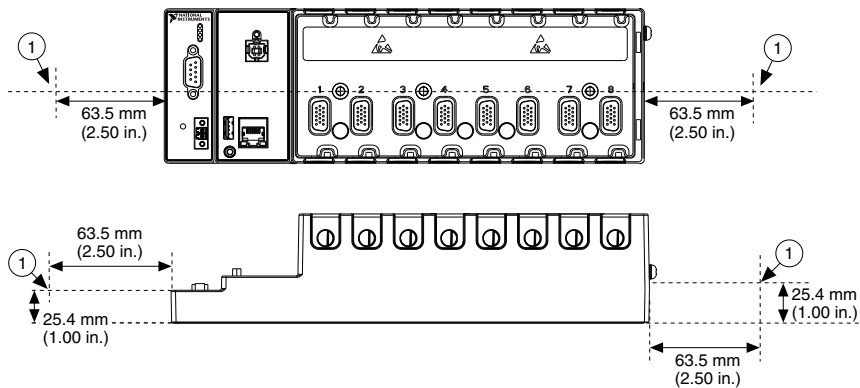 NATIONAL
INSTRUMENTS
1
1
1 2 3 4 5 6 7 8
63.5 mm
(2.50 in.)
63.5 mm
(2.50 in.)
63.5 mm
(2.50 in.)
1
1
25.4 mm
(1.00 in.)
25.4 mm
(1.00 in.)
63.5 mm
(2.50 in.)